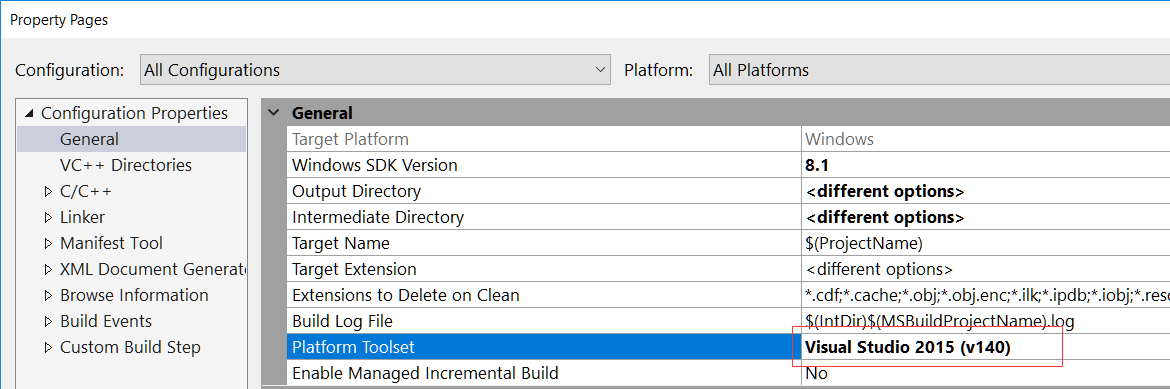 Property Pages
Configuration: All Configurations Platform: All Platforms
Configuration Properties
General
VC++ Directories
C/C++
Linker
Manifest Tool
XML Document Generat
Browse Information
Build Events
Custom Build Step
General
Target Platform Windows
Windows SDK Version 8.1
Output Directory <different options>
Intermediate Directory <different options>
Target Name $(ProjectName)
Target Extension <different options>
Extensions to Delete on Clean *.cdf;*.cache;*.obj;*.obj.enc;*.ilk;*.ipdb;*.iobj;*.resc
Build Log File $(IntDir)$(MSBuildProjectName).log
Platform Toolset Visual Studio 2015 (v140)
Enable Managed Incremental Build No